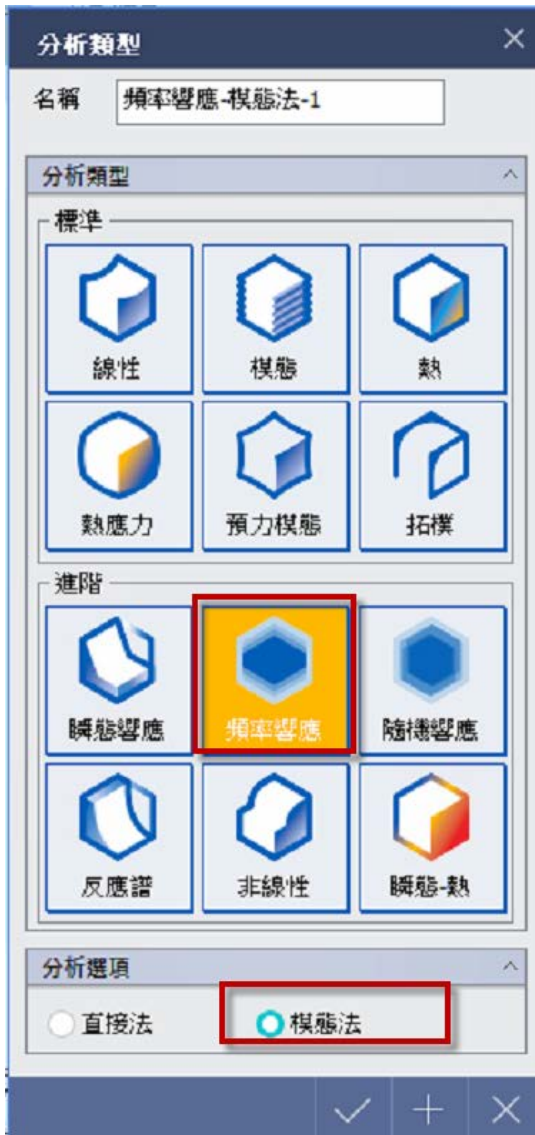 分析類型
名稱 頻率響應-模態法-1
分析類型
標準
線性 模態 熱
熱應力 預力模態 拓樸
進階
瞬態響應 頻率響應 隨機響應
反應譜 非線性 瞬態-熱
分析選項
直接法 模態法